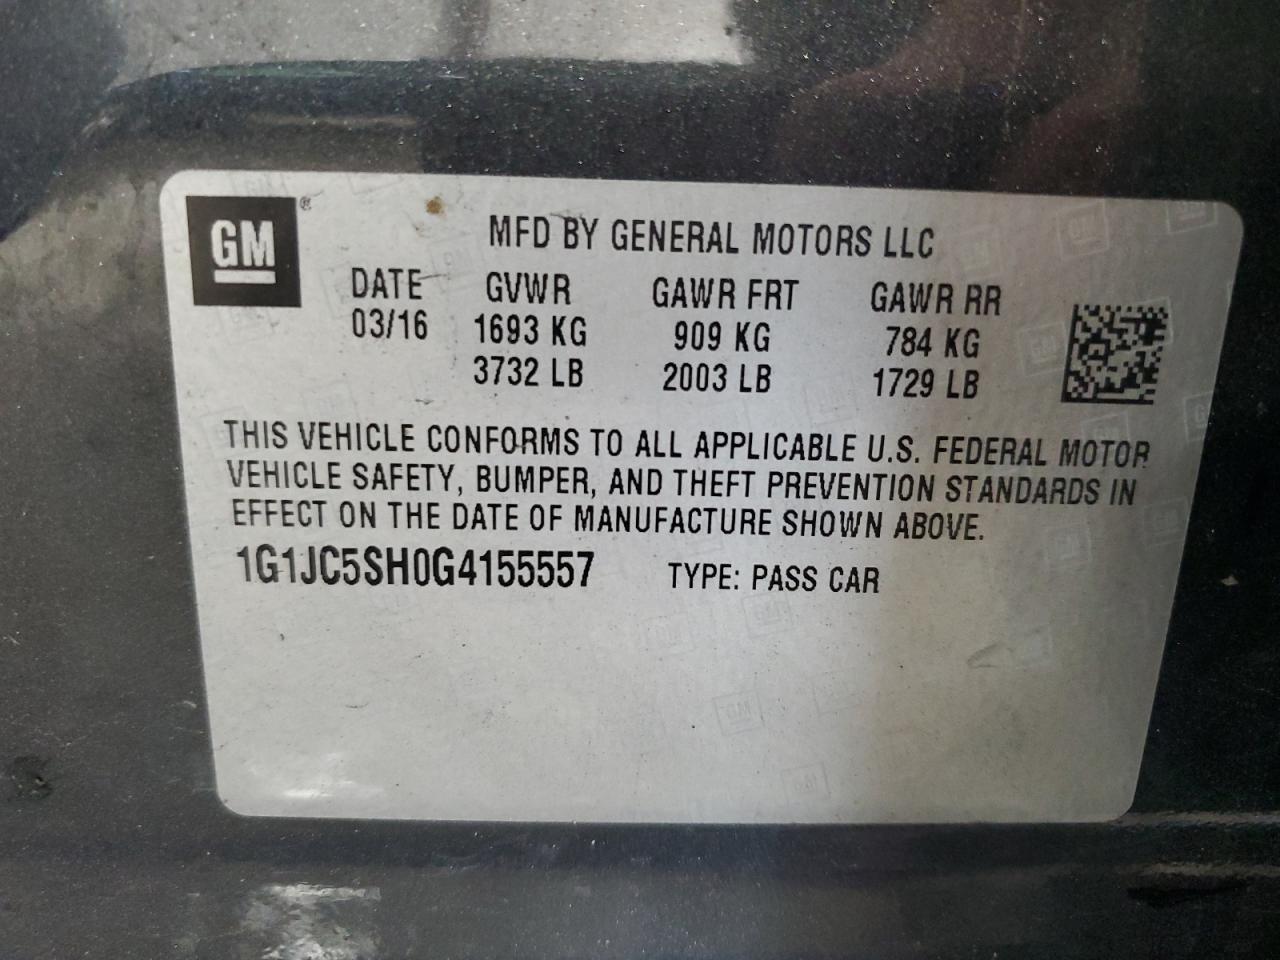 GM ®
MFD BY GENERAL MOTORS LLC
DATE GVWR GAWR FRT GAWR RR
03/16 1693 KG 909 KG 784 KG
3732 LB 2003 LB 1729 LB
THIS VEHICLE CONFORMS TO ALL APPLICABLE U.S. FEDERAL MOTOR
VEHICLE SAFETY, BUMPER, AND THEFT PREVENTION STANDARDS IN
EFFECT ON THE DATE OF MANUFACTURE SHOWN ABOVE.
1G1JC5SH0G4155557 TYPE: PASS CAR